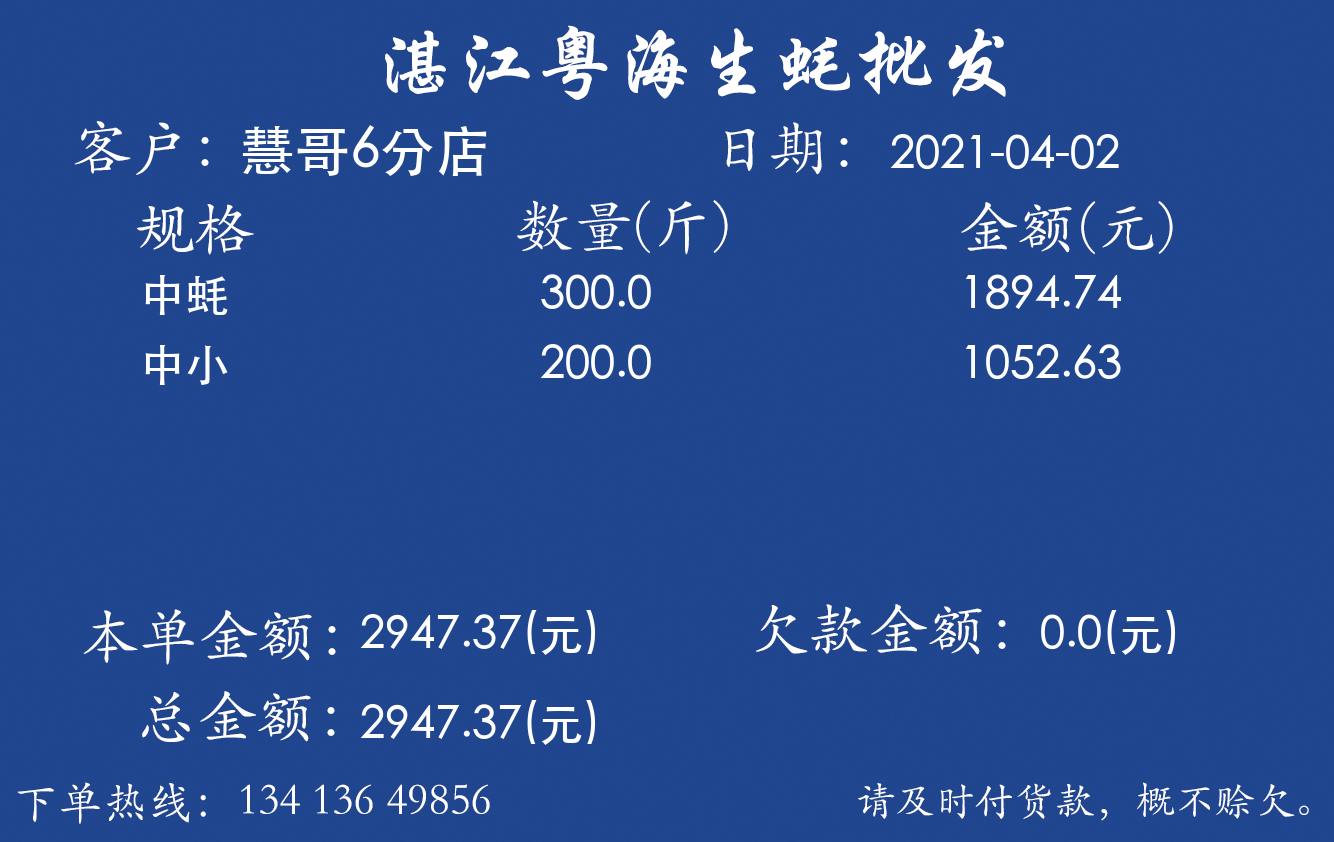 湛江粤海生蚝批发
客户：慧哥6分店 日期：2021-04-02
规格 数量(斤) 金额(元)
中蚝 300.0 1894.74
中小 200.0 1052.63
本单金额：2947.37(元) 欠款金额：0.0(元)
总金额：2947.37(元)
下单热线：134 136 49856 请及时付货款，概不赊欠。